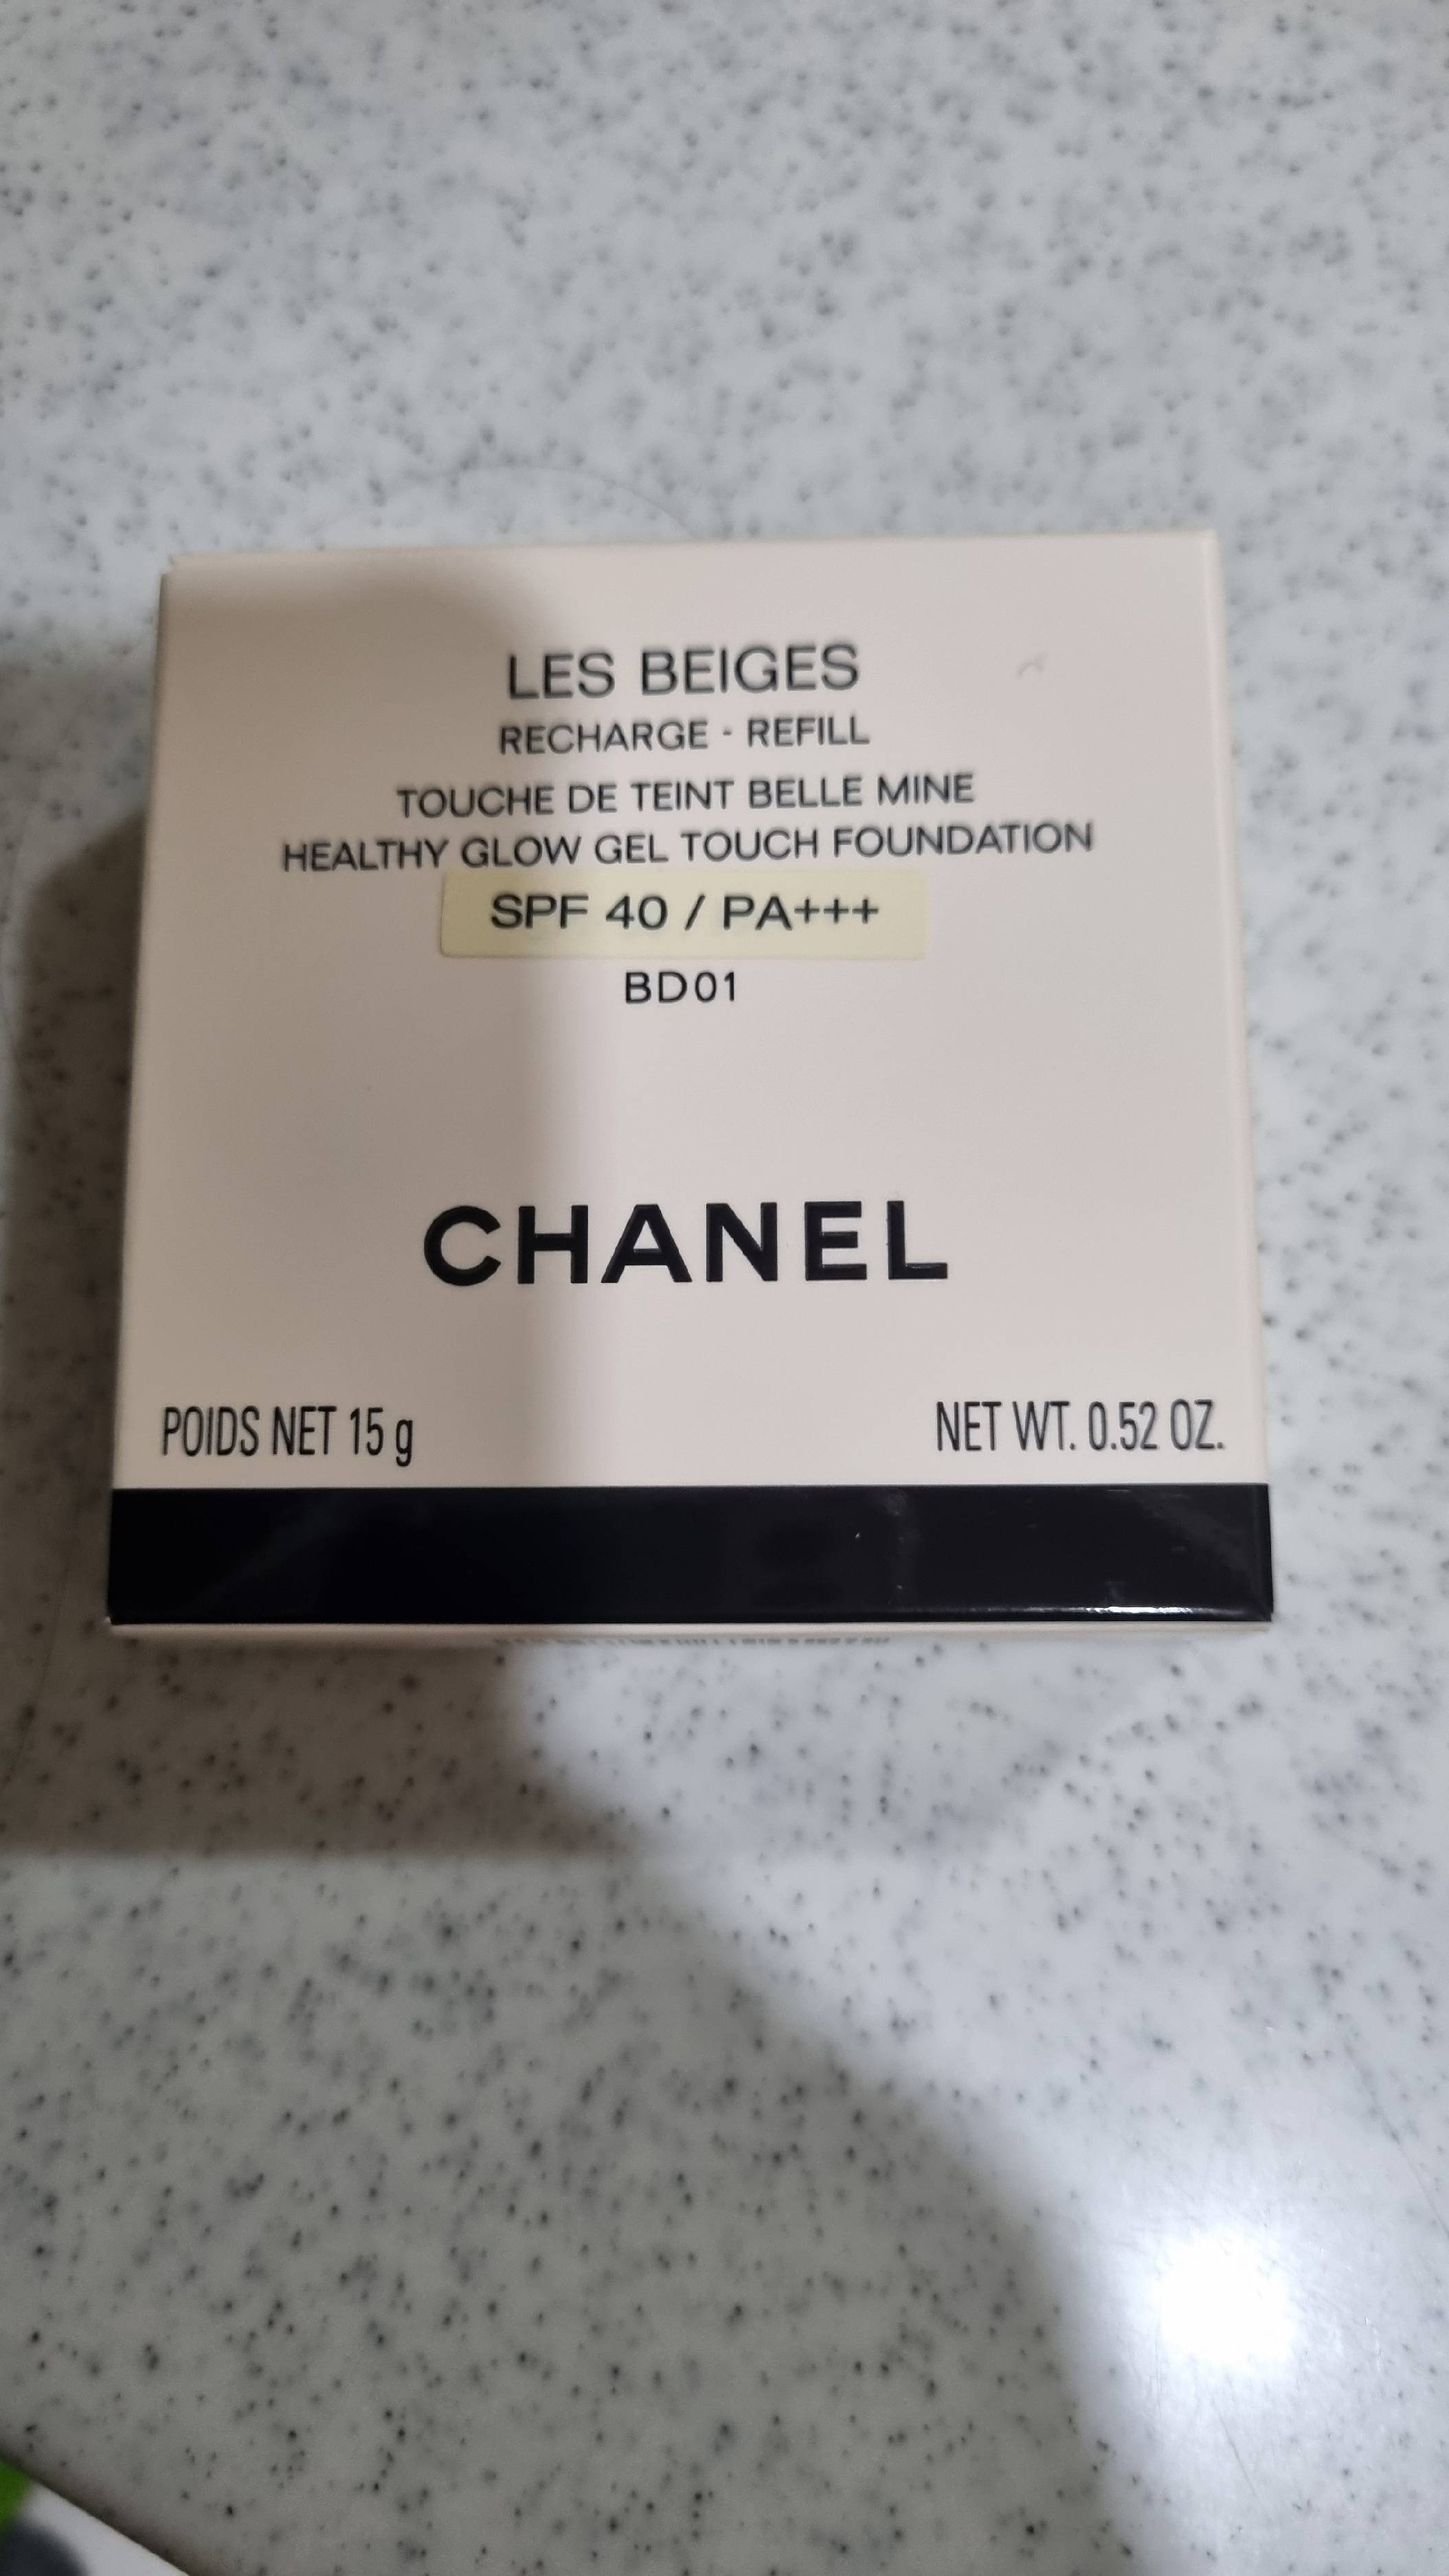 LES BEIGES
RECHARGE - REFILL
TOUCHE DE TEINT BELLE MINE
HEALTHY GLOW GEL TOUCH FOUNDATION
SPF 40 / PA+++
BD01
CHANEL
POIDS NET 15 g
NET WT. 0.52 OZ.